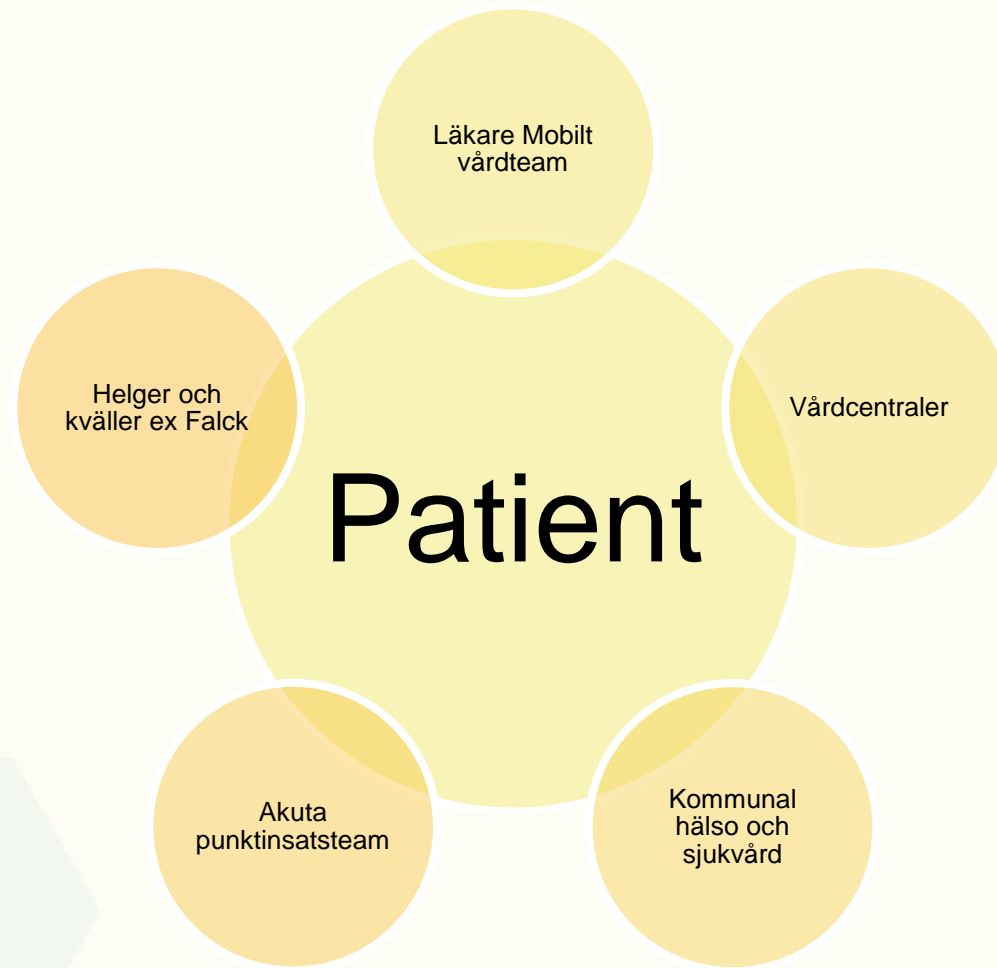 Läkare Mobilt
vårdteam
Helger och
kväller ex Falck
Vårdcentraler
Patient
Akuta
punktinsatsteam
Kommunal
hälso och
sjukvård